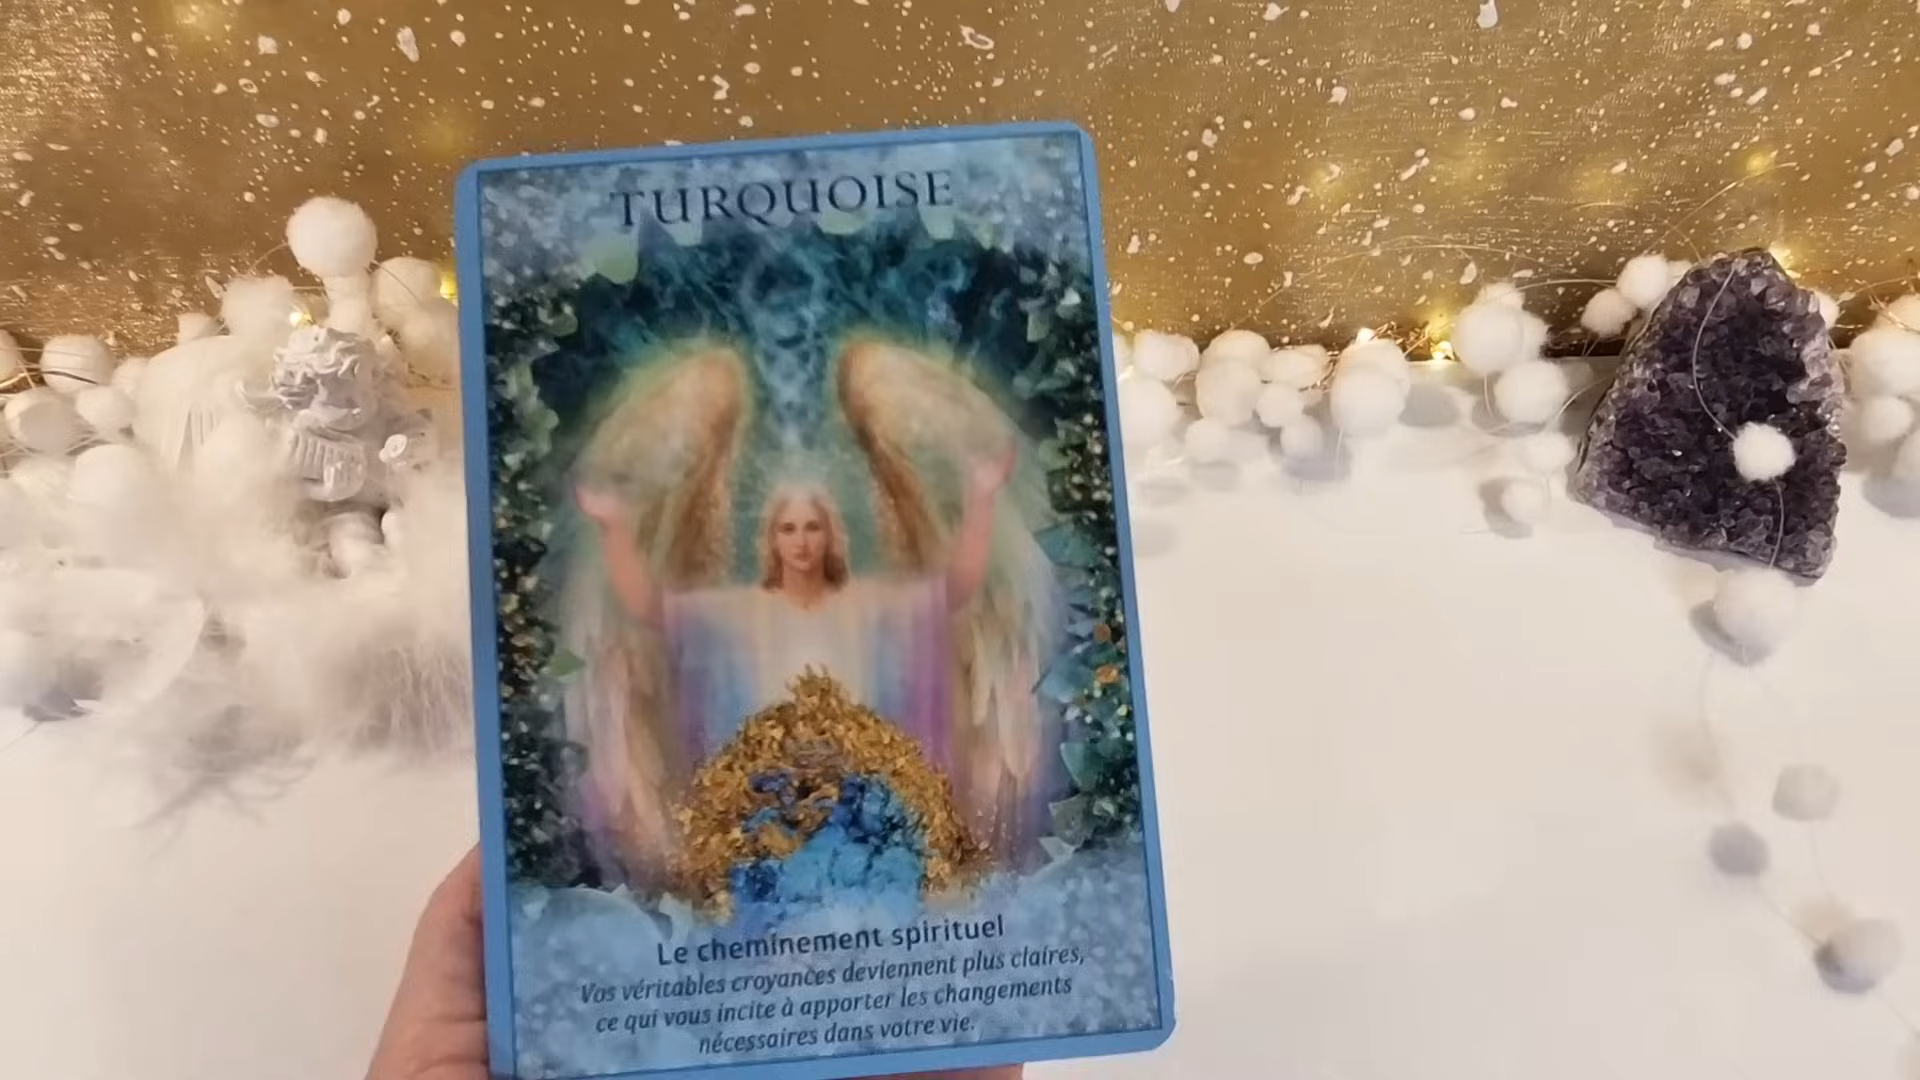 TURQUOISE
Le cheminement spirituel
Vos véritables croyances deviennent plus claires,
ce qui vous incite à apporter les changements
nécessaires dans votre vie.